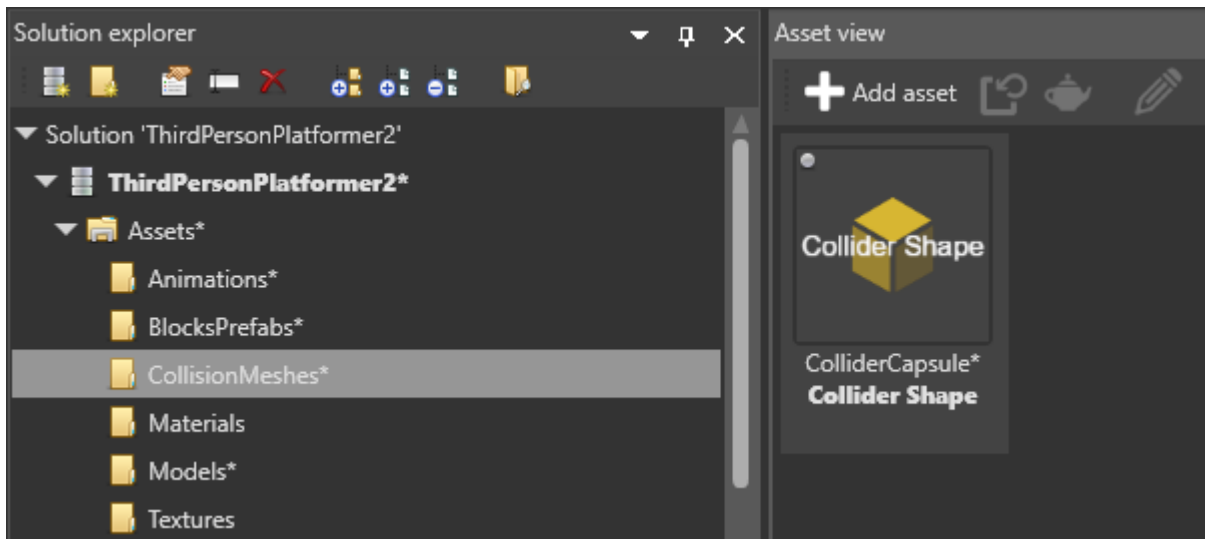 Solution explorer
Solution 'ThirdPersonPlatformer2'
ThirdPersonPlatformer2*
Assets*
Animations*
BlocksPrefabs*
CollisionMeshes*
Materials
Models*
Textures
Asset view
Add asset
Collider Shape
ColliderCapsule*
Collider Shape